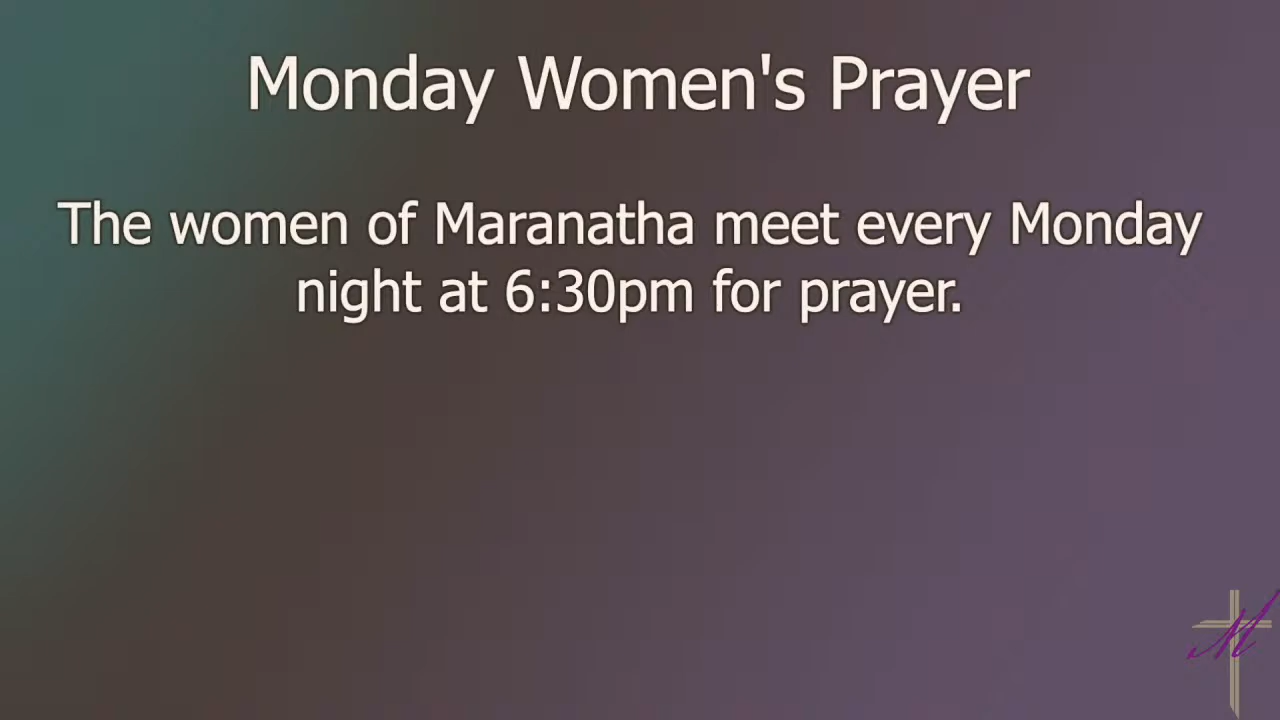 Monday Women's Prayer
The women of Maranatha meet every Monday
night at 6:30pm for prayer.
M